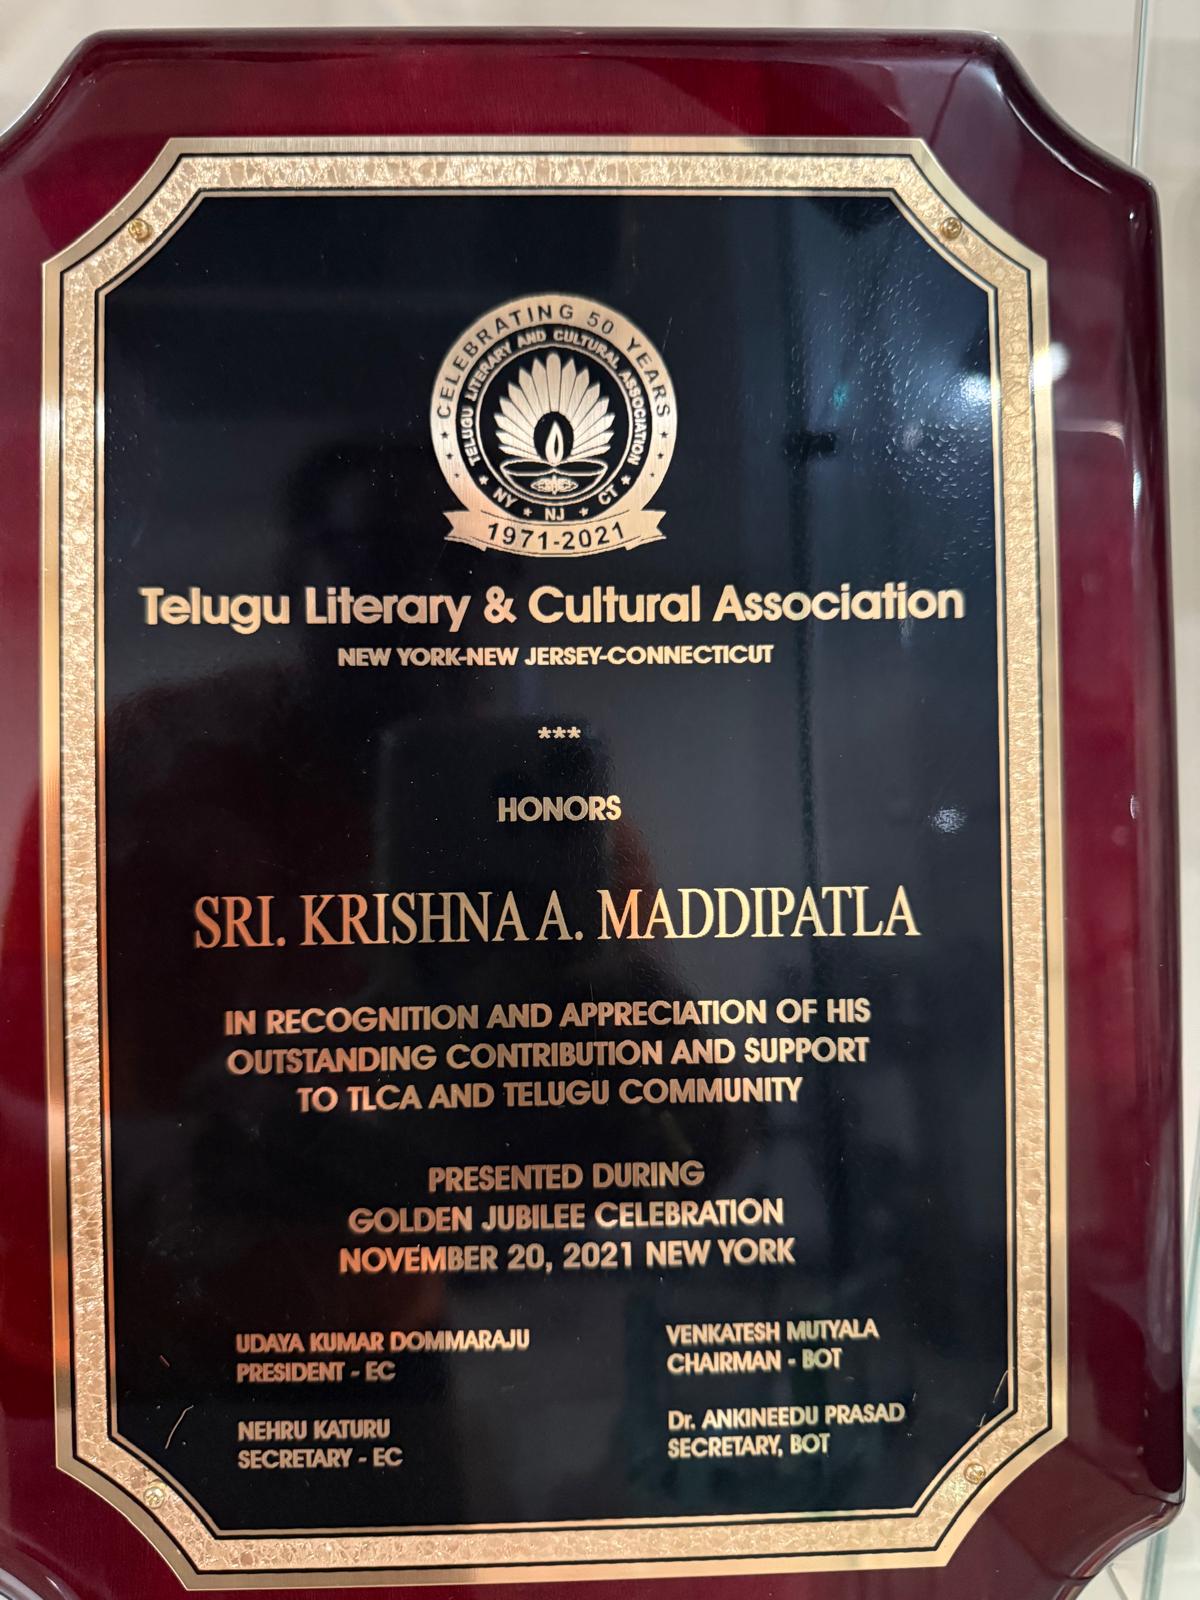 CELEBRATING 50 YEARS
TELUGU LITERARY AND CULTURAL ASSOCIATION
NY ★ NJ ★ CT
1971-2021
Telugu Literary & Cultural Association
NEW YORK-NEW JERSEY-CONNECTICUT
***
HONORS
SRI. KRISHNA A. MADDIPATLA
IN RECOGNITION AND APPRECIATION OF HIS
OUTSTANDING CONTRIBUTION AND SUPPORT
TO TLCA AND TELUGU COMMUNITY
PRESENTED DURING
GOLDEN JUBILEE CELEBRATION
NOVEMBER 20, 2021 NEW YORK
UDAYA KUMAR DOMMARAJU
PRESIDENT - EC
VENKATESH MUTYALA
CHAIRMAN - BOT
NEHRU KATURU
SECRETARY - EC
Dr. ANKINEEDU PRASAD
SECRETARY, BOT